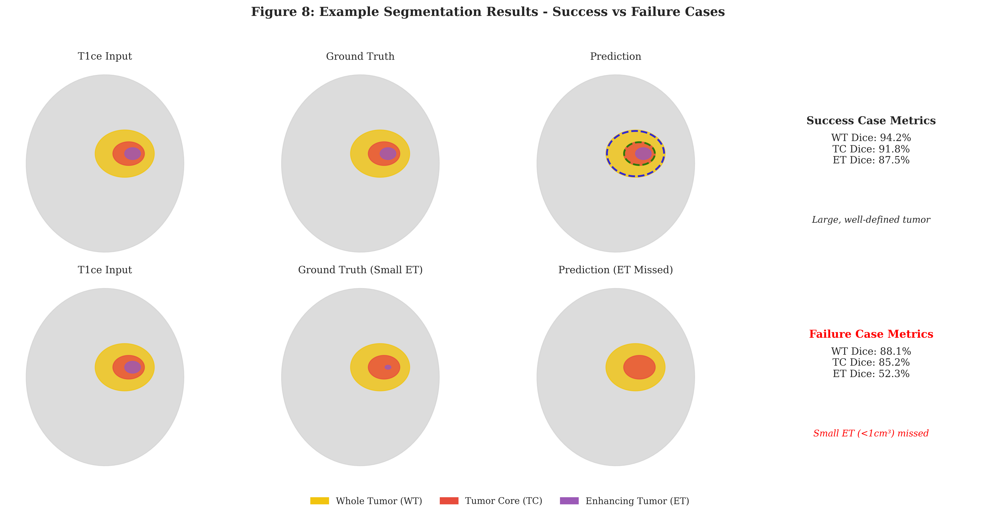 Figure 8: Example Segmentation Results - Success vs Failure Cases
T1ce Input
Ground Truth
Prediction
Success Case Metrics
WT Dice: 94.2%
TC Dice: 91.8%
ET Dice: 87.5%
Large, well-defined tumor
T1ce Input
Ground Truth (Small ET)
Prediction (ET Missed)
Failure Case Metrics
WT Dice: 88.1%
TC Dice: 85.2%
ET Dice: 52.3%
Small ET (<1cm³) missed
Whole Tumor (WT)
Tumor Core (TC)
Enhancing Tumor (ET)